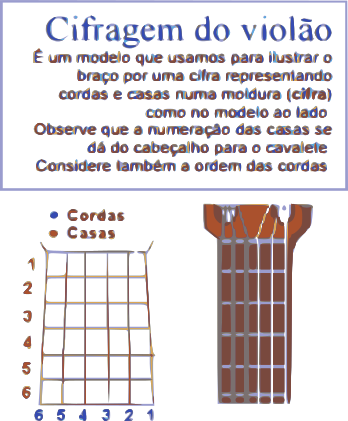 Cifragem do violão
É um modelo que usamos para ilustrar o
braço por uma cifra representando
cordas e casas numa moldura (cifra)
como no modelo ao lado
Observe que a numeração das casas se
dá do cabeçalho para o cavalete
Considere também a ordem das cordas
Cordas
Casas
1
2
3
4
5
6
6 5 4 3 2 1